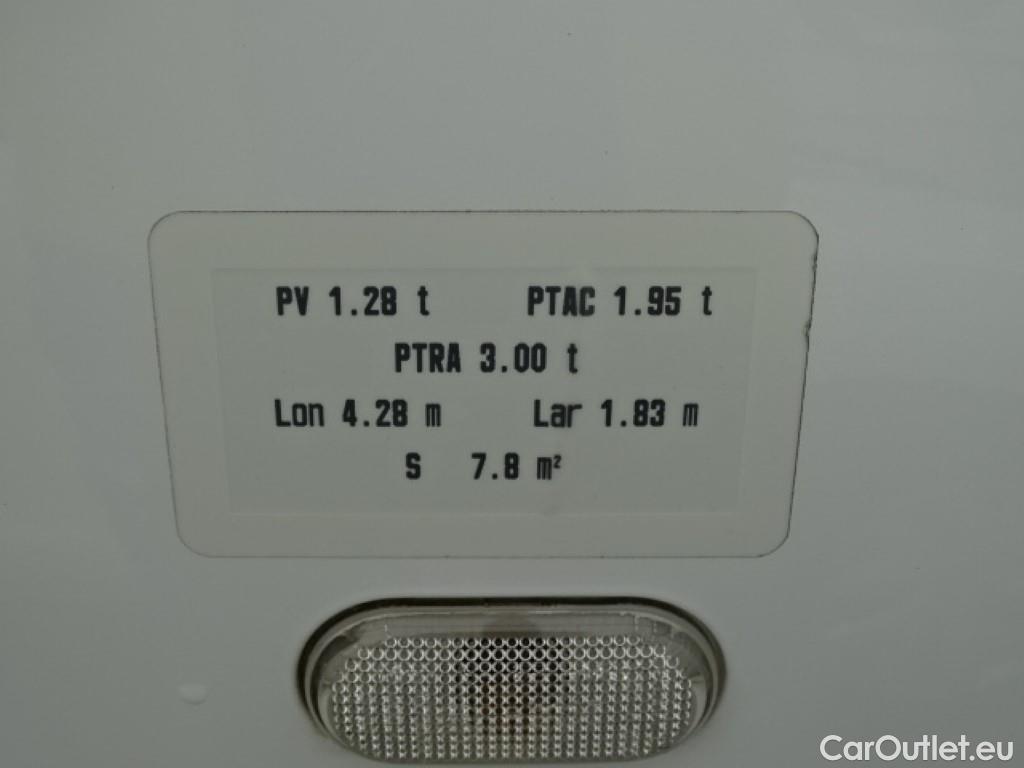 PV 1.28 t PTAC 1.95 t
PTRA 3.00 t
Lon 4.28 m Lar 1.83 m
S 7.8 m²
CarOutlet.eu